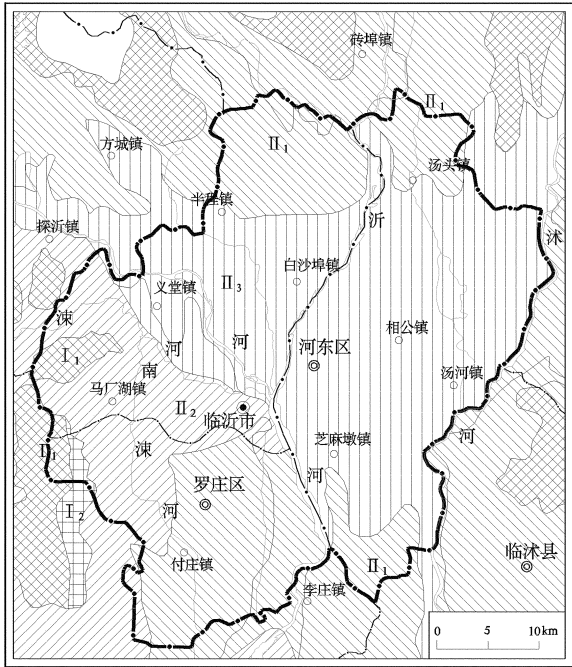 砖埠镇
Ⅱ₁
方城镇
Ⅱ₁
汤头镇
半程镇
沂
探沂镇
沭
白沙埠镇
义堂镇
Ⅱ₃
涑
河
河
相公镇
Ⅰ₁
南
河东区
马厂湖镇
汤河镇
Ⅱ₂
临沂市
河
Ⅱ₁
涑
芝麻墩镇
河
Ⅰ₂
罗庄区
河
付庄镇
Ⅱ₁
临沭县
李庄镇
0 5 10km